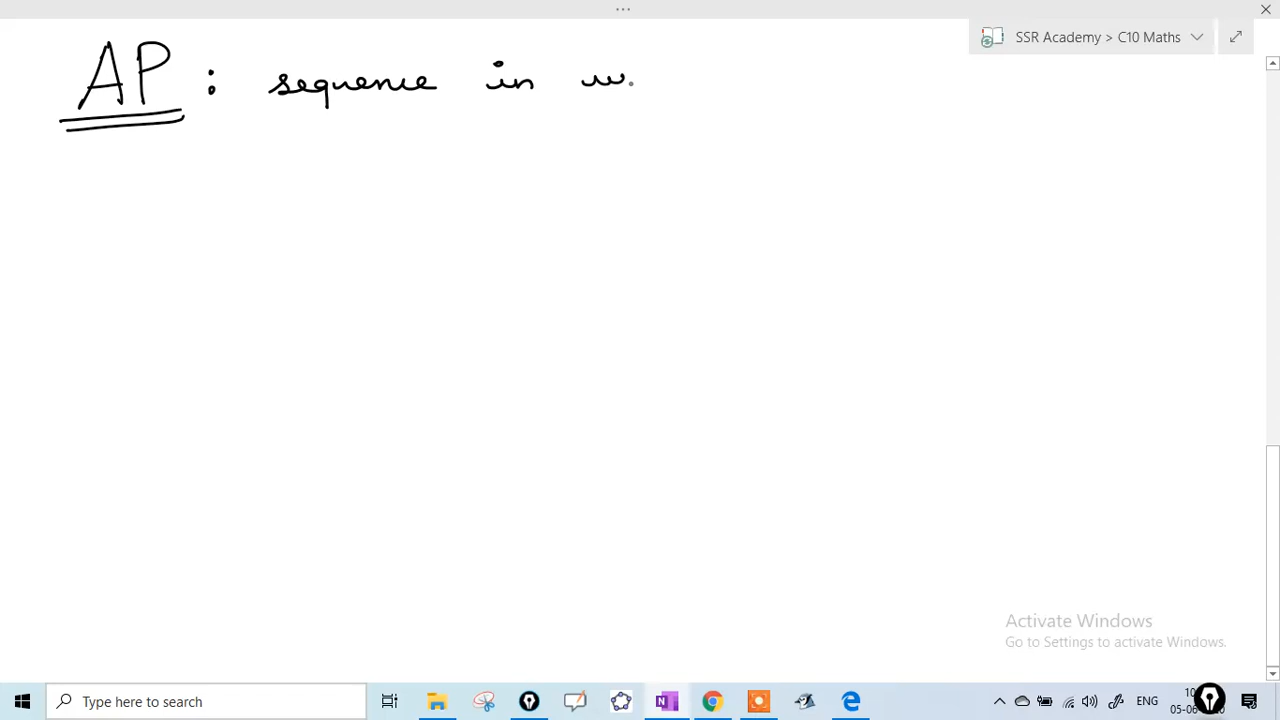 SSR Academy > C10 Maths
AP : sequence in w
Activate Windows
Go to Settings to activate Windows.
Type here to search
ENG